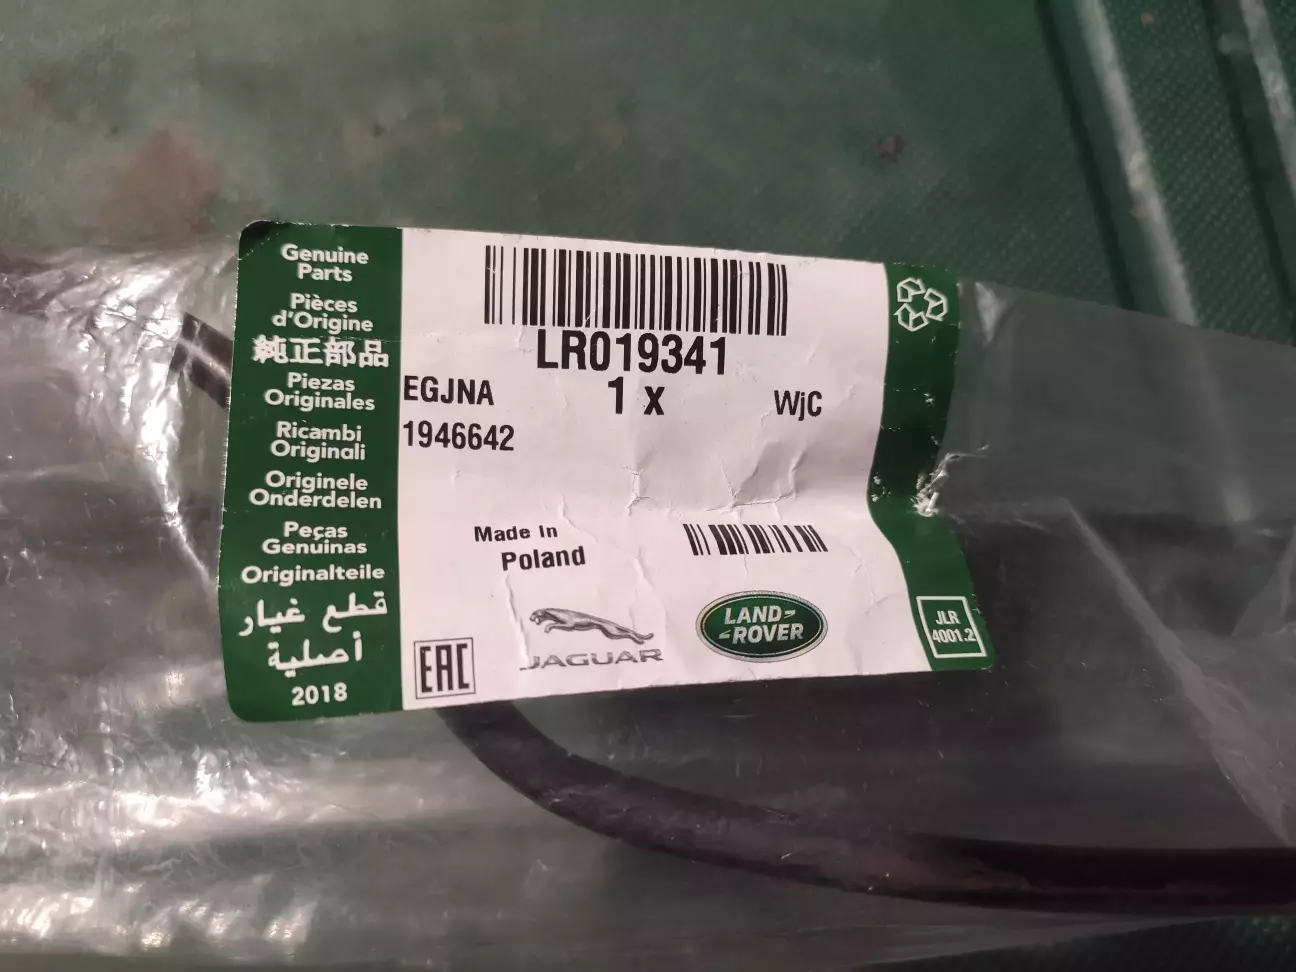 Genuine
Parts
Pièces
d'Origine
純正部品
Piezas
Originales
Ricambi
Originali
Originele
Onderdelen
Peças
Genuinas
Originalteile
قطع غيار
أصلية
2018
LR019341
EGJNA
1 x
WjC
1946642
Made In
Poland
EAC
JAGUAR
LAND-
-ROVER
JLR
4001.2